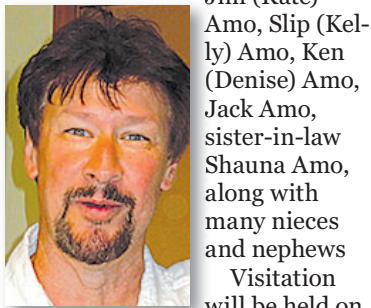 Jim (Kate)
Amo, Slip (Kel-
ly) Amo, Ken
(Denise) Amo,
Jack Amo,
sister-in-law
Shauna Amo,
along with
many nieces
and nephews
Visitation
will be held on